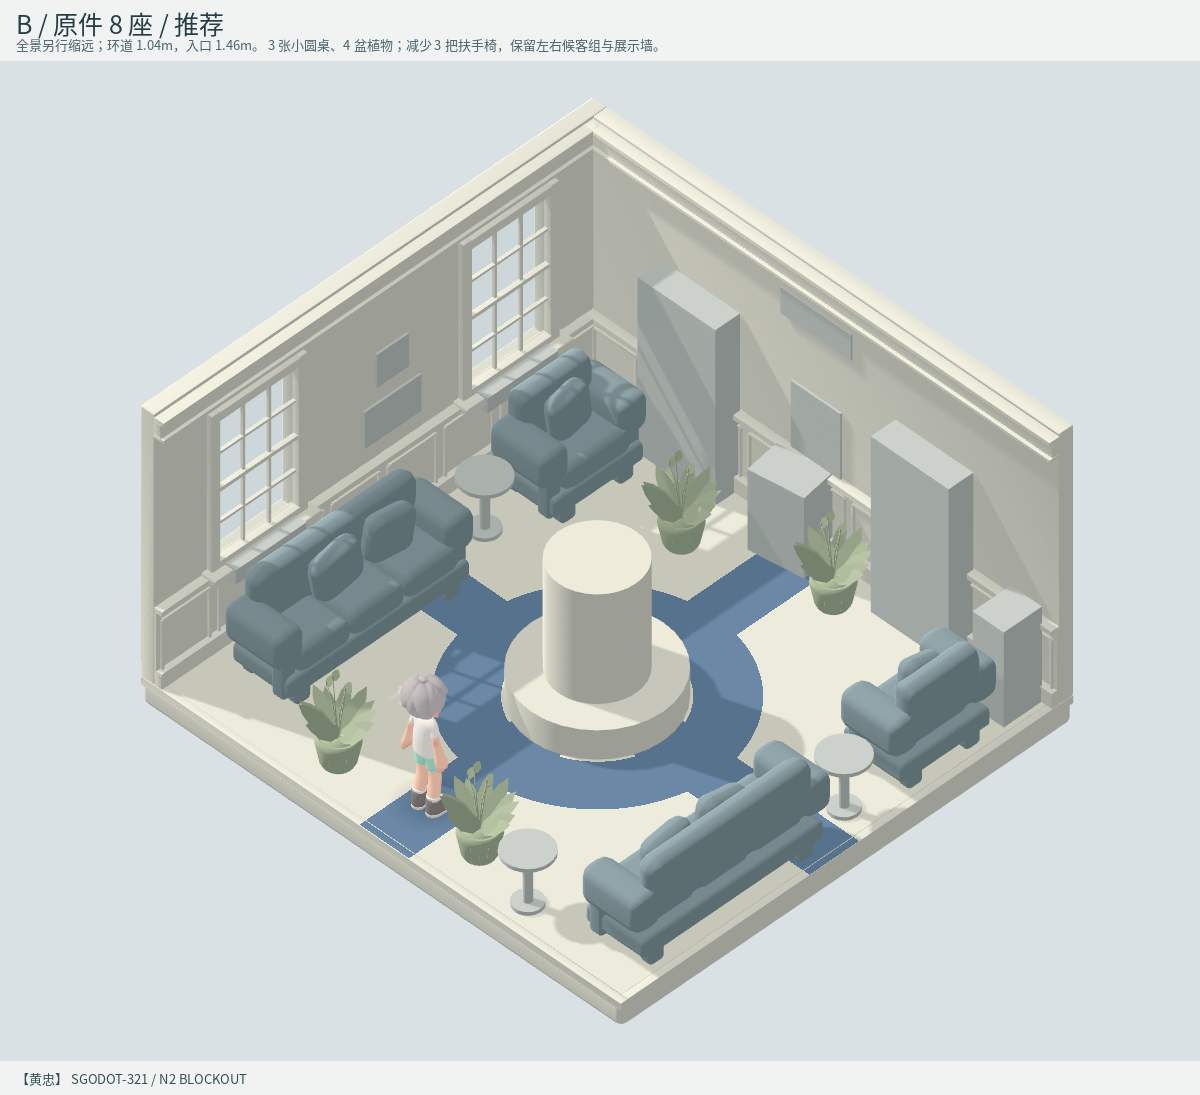 B / 原件 8 座 / 推荐
全景另行缩远；环道 1.04m，入口 1.46m。 3 张小圆桌、4 盆植物；减少 3 把扶手椅，保留左右候客组与展示墙。
【黄忠】 SGODOT-321 / N2 BLOCKOUT